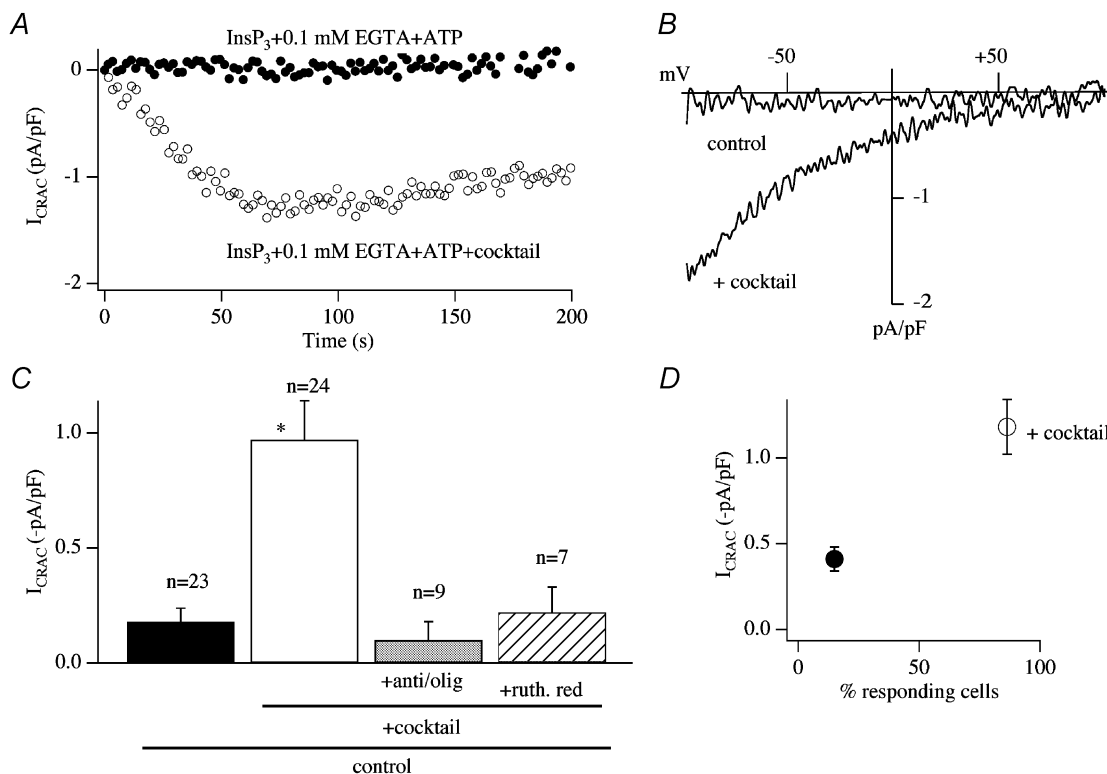 A
InsP3+0.1 mM EGTA+ATP
0
-1
-2
ICRAC (pA/pF)
InsP3+0.1 mM EGTA+ATP+cocktail
0 50 100 150 200
Time (s)
B
-50 +50
mV
control
-1
+ cocktail
-2
pA/pF
C
n=24
1.0
*
ICRAC (-pA/pF)
0.5
n=23
n=9
n=7
0.0
+anti/olig
+ruth. red
+cocktail
control
D
+ cocktail
1.0
ICRAC (-pA/pF)
0.5
0.0
0 50 100
% responding cells